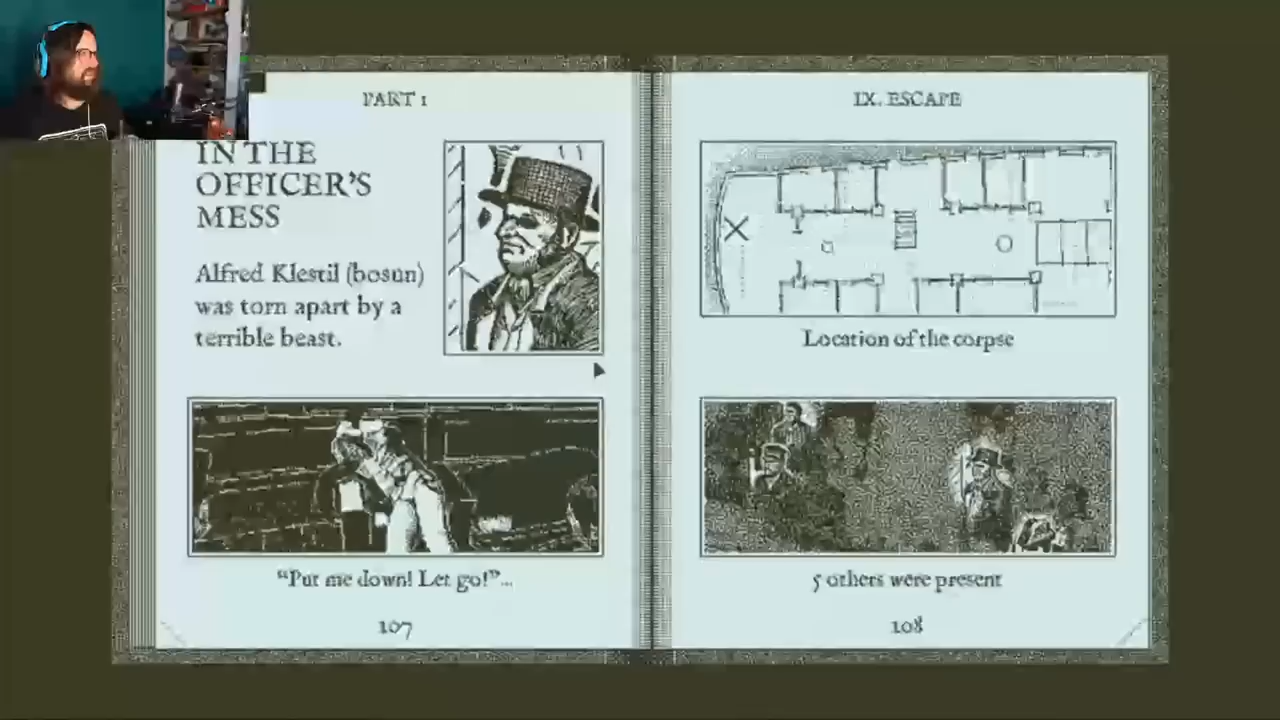 PART 1
IN THE
OFFICER'S
MESS
Alfred Klestil (bosun)
was torn apart by a
terrible beast.
"Put me down! Let go!"...
107
IX. ESCAPE
Location of the corpse
5 others were present
108